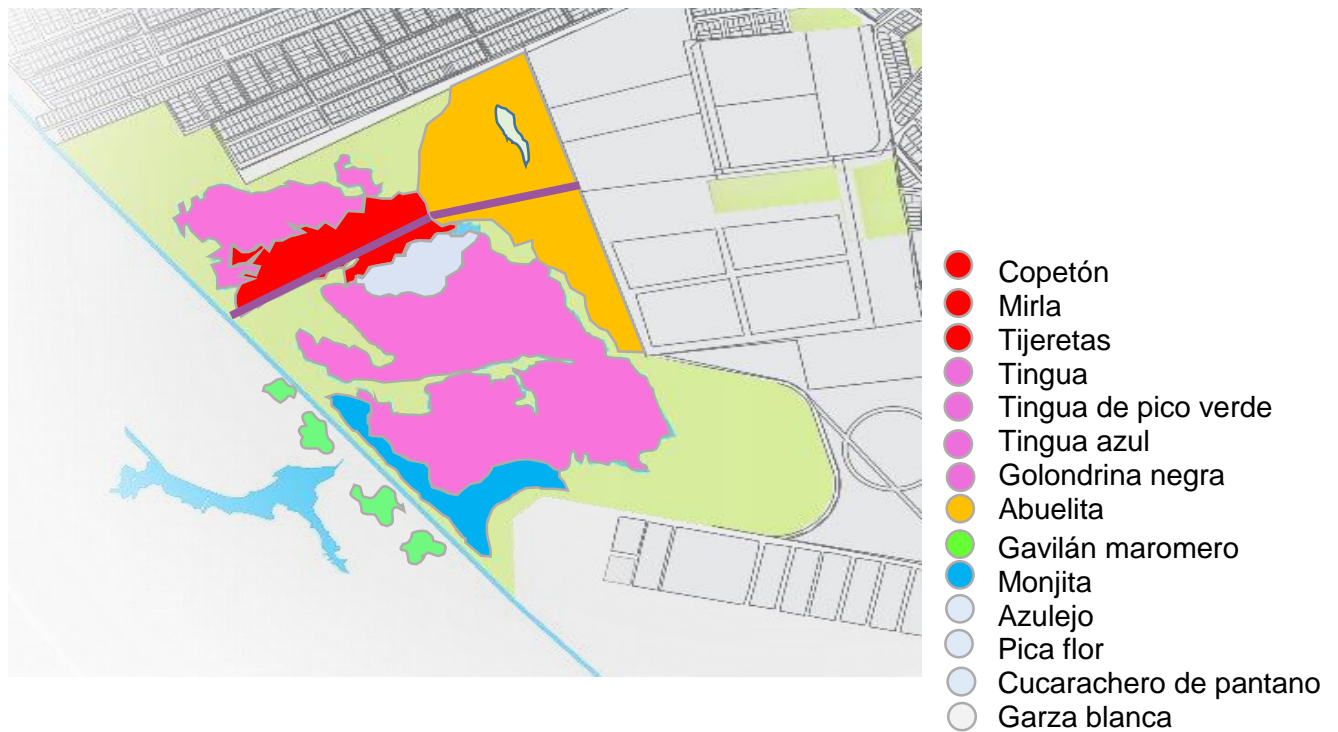 Copetón
Mirla
Tijeretas
Tingua
Tingua de pico verde
Tingua azul
Golondrina negra
Abuelita
Gavilán maromero
Monjita
Azulejo
Pica flor
Cucarachero de pantano
Garza blanca